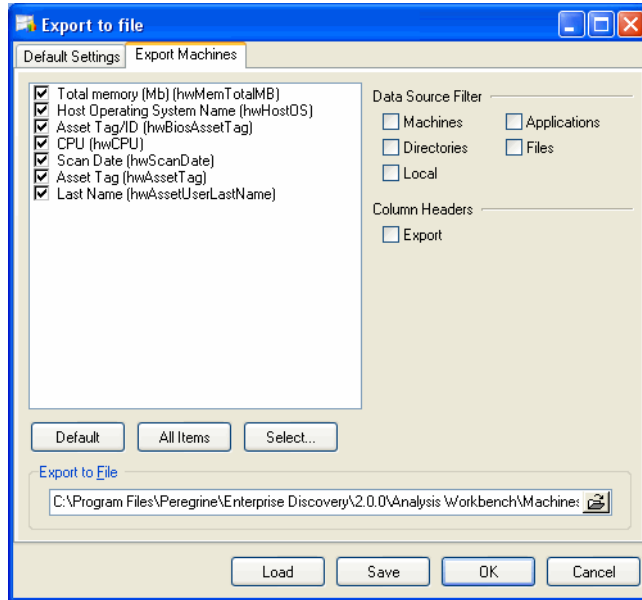 Export to file
Default Settings
Export Machines
Total memory (Mb) (hwMemTotalMB)
Host Operating System Name (hwHostOS)
Asset Tag/ID (hwBiosAssetTag)
CPU (hwCPU)
Scan Date (hwScanDate)
Asset Tag (hwAssetTag)
Last Name (hwAssetUserLastName)
Data Source Filter
Machines
Applications
Directories
Files
Local
Column Headers
Export
Default
All Items
Select...
Export to File
C:\Program Files\Peregrine\Enterprise Discovery\2.0.0\Analysis Workbench\Machines
Load
Save
OK
Cancel